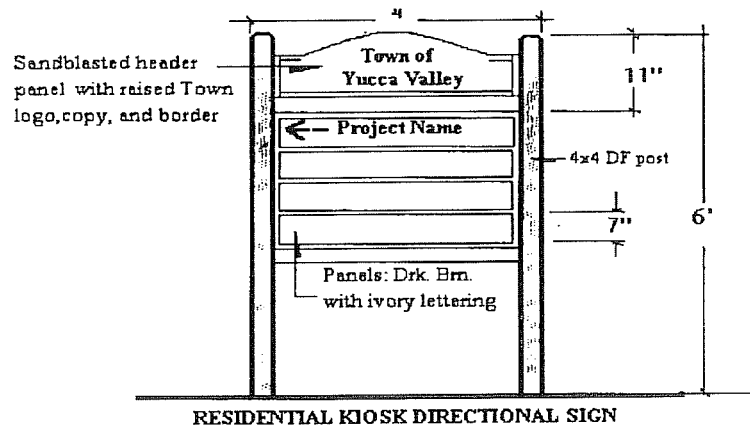 Sandblasted header
panel with raised Town
logo, copy, and border
Town of
Yucca Valley
11"
Project Name
4x4 DF post
7"
6'
Panels: Drk. Brn.
with ivory lettering
RESIDENTIAL KIOSK DIRECTIONAL SIGN